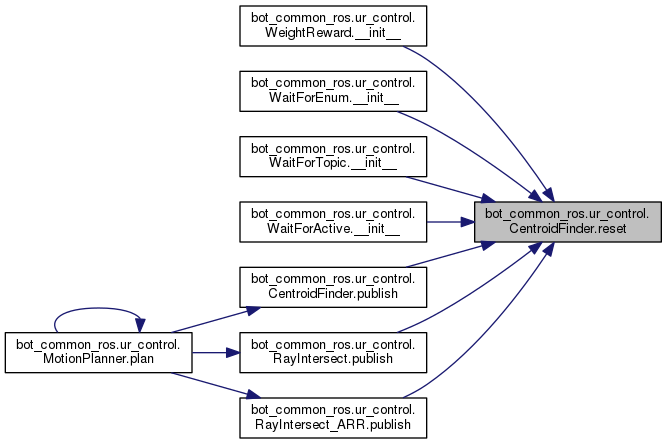 bot_common_ros.ur_control.
WeightReward.__init__
bot_common_ros.ur_control.
WaitForEnum.__init__
bot_common_ros.ur_control.
WaitForTopic.__init__
bot_common_ros.ur_control.
WaitForActive.__init__
bot_common_ros.ur_control.
CentroidFinder.reset
bot_common_ros.ur_control.
CentroidFinder.publish
bot_common_ros.ur_control.
MotionPlanner.plan
bot_common_ros.ur_control.
RayIntersect.publish
bot_common_ros.ur_control.
RayIntersect_ARR.publish